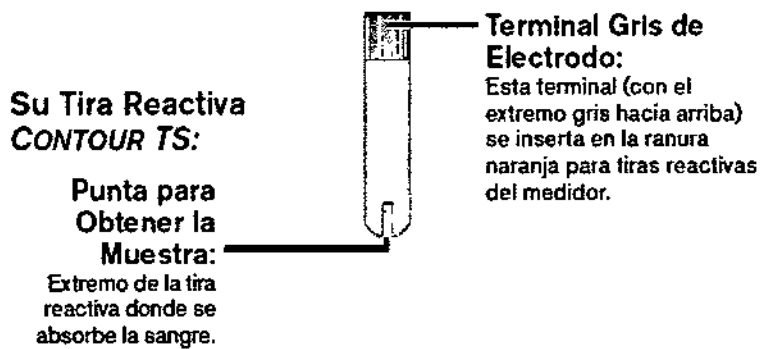 Su Tira Reactiva
CONTOUR TS:
Punta para
Obtener la
Muestra:
Extremo de la tira
reactiva donde se
absorbe la sangre.
Terminal Gris de
Electrodo:
Esta terminal (con el
extremo gris hacia arriba)
se inserta en la ranura
naranja para tiras reactivas
del medidor.